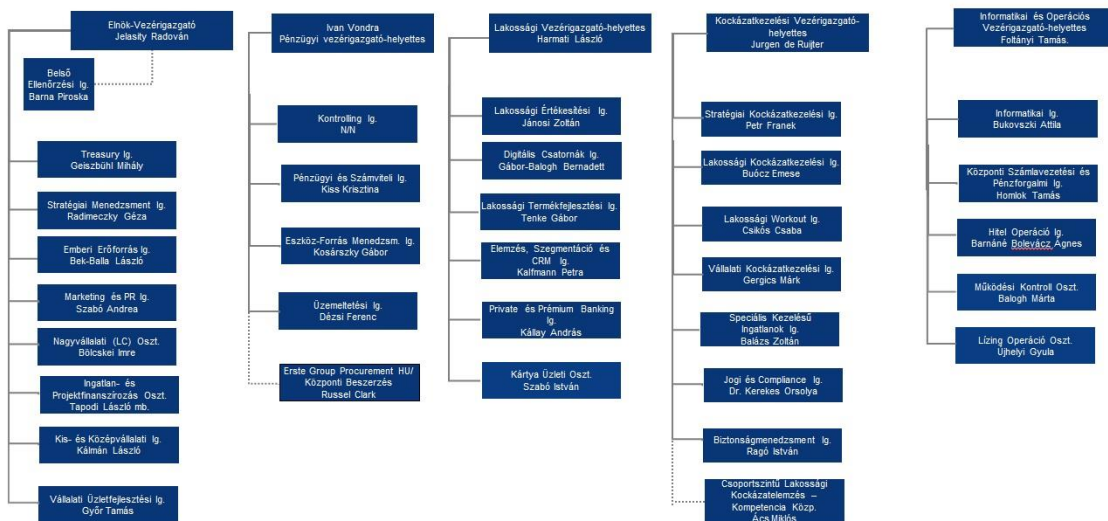 Elnök-Vezérigazgató
Jelasity Radován
Belső
Ellenőrzési Ig.
Barna Piroska
Treasury Ig.
Geiszbühl Mihály
Stratégiai Menedzsment Ig.
Radimeczky Géza
Emberi Erőforrás Ig.
Bek-Balla László
Marketing és PR Ig.
Szabó Andrea
Nagyvállalati (LC) Oszt.
Bölcskei Imre
Ingatlan- és
Projektfinanszírozás Oszt.
Tapodi László mb.
Kis- és Középvállalati Ig.
Kálmán László
Vállalati Üzletfejlesztési Ig.
Győr Tamás
Ivan Vondra
Pénzügyi vezérigazgató-helyettes
Kontrolling Ig.
N/N
Pénzügyi és Számviteli Ig.
Kiss Krisztina
Eszköz-Forrás Menedzsm. Ig.
Kosárszky Gábor
Üzemeltetési Ig.
Dézsi Ferenc
Erste Group Procurement HU/
Központi Beszerzés
Russel Clark
Lakossági Vezérigazgató-helyettes
Harmati László
Lakossági Értékesítési Ig.
Jánosi Zoltán
Digitális Csatornák Ig.
Gábor-Balogh Bernadett
Lakossági Termékfejlesztési Ig.
Tenke Gábor
Elemzés, Szegmentáció és
CRM Ig.
Kalfmann Petra
Private és Prémium Banking
Ig.
Kállay András
Kártya Üzleti Oszt.
Szabó István
Kockázatkezelési Vezérigazgató-
helyettes
Jurgen de Ruijter
Stratégiai Kockázatkezelési Ig.
Petr Franek
Lakossági Kockázatkezelési Ig.
Buócz Emese
Lakossági Workout Ig.
Csikós Csaba
Vállalati Kockázatkezelési Ig.
Gergics Márk
Speciális Kezelésű
Ingatlanok Ig.
Balázs Zoltán
Jogi és Compliance Ig.
Dr. Kerekes Orsolya
Biztonságmenedzsment Ig.
Ragó István
Csoportszintű Lakossági
Kockázatelemzés –
Kompetencia Közp.
Ács Miklós
Informatikai és Operációs
Vezérigazgató-helyettes
Foltányi Tamás.
Informatikai Ig.
Bukovszki Attila
Központi Számlavezetési és
Pénzforgalmi Ig.
Homlok Tamás
Hitel Operáció Ig.
Barnáné Bolevácz Ágnes
Működési Kontroll Oszt.
Balogh Márta
Lízing Operáció Oszt.
Újhelyi Gyula